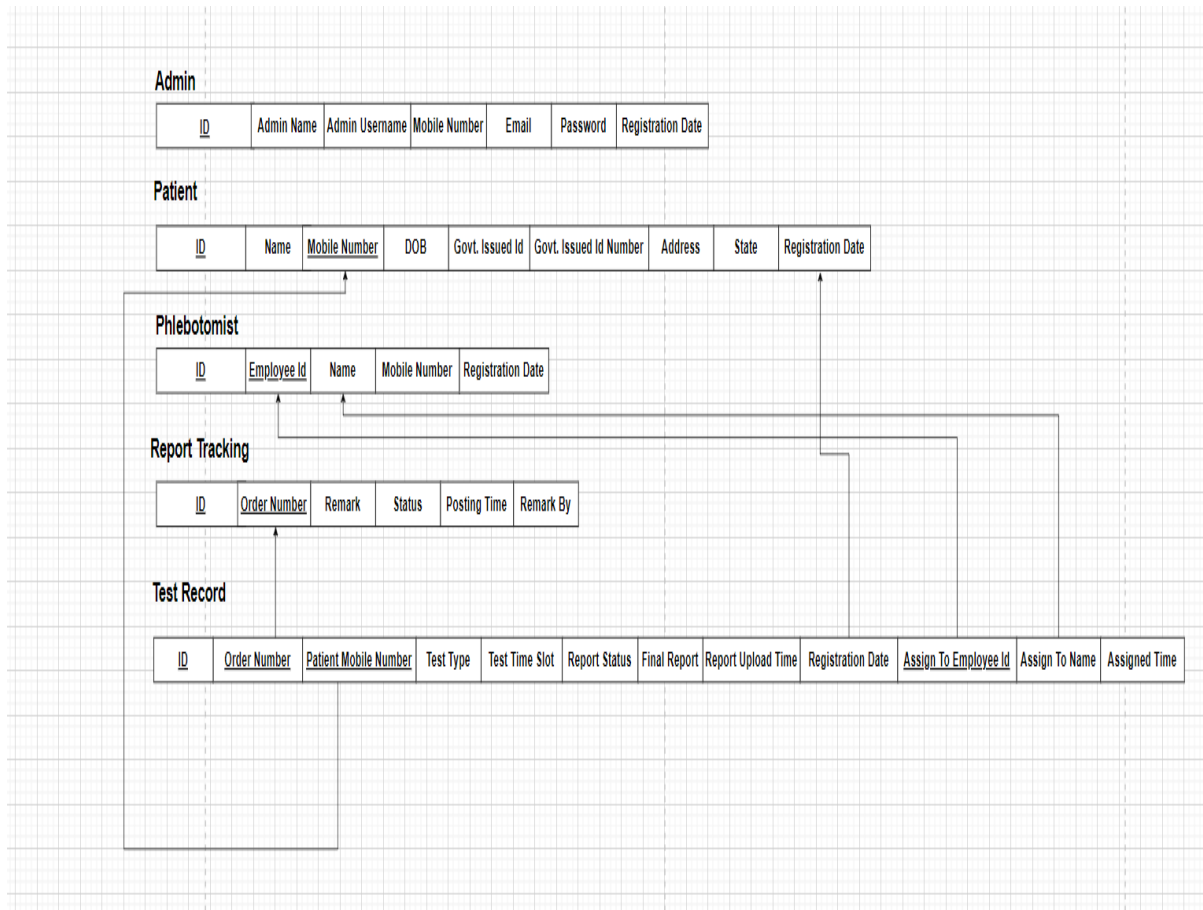 Admin
ID Admin Name Admin Username Mobile Number Email Password Registration Date
Patient
ID Name Mobile Number DOB Govt. Issued Id Govt. Issued Id Number Address State Registration Date
Phlebotomist
ID Employee Id Name Mobile Number Registration Date
Report Tracking
ID Order Number Remark Status Posting Time Remark By
Test Record
ID Order Number Patient Mobile Number Test Type Test Time Slot Report Status Final Report Report Upload Time Registration Date Assign To Employee Id Assign To Name Assigned Time